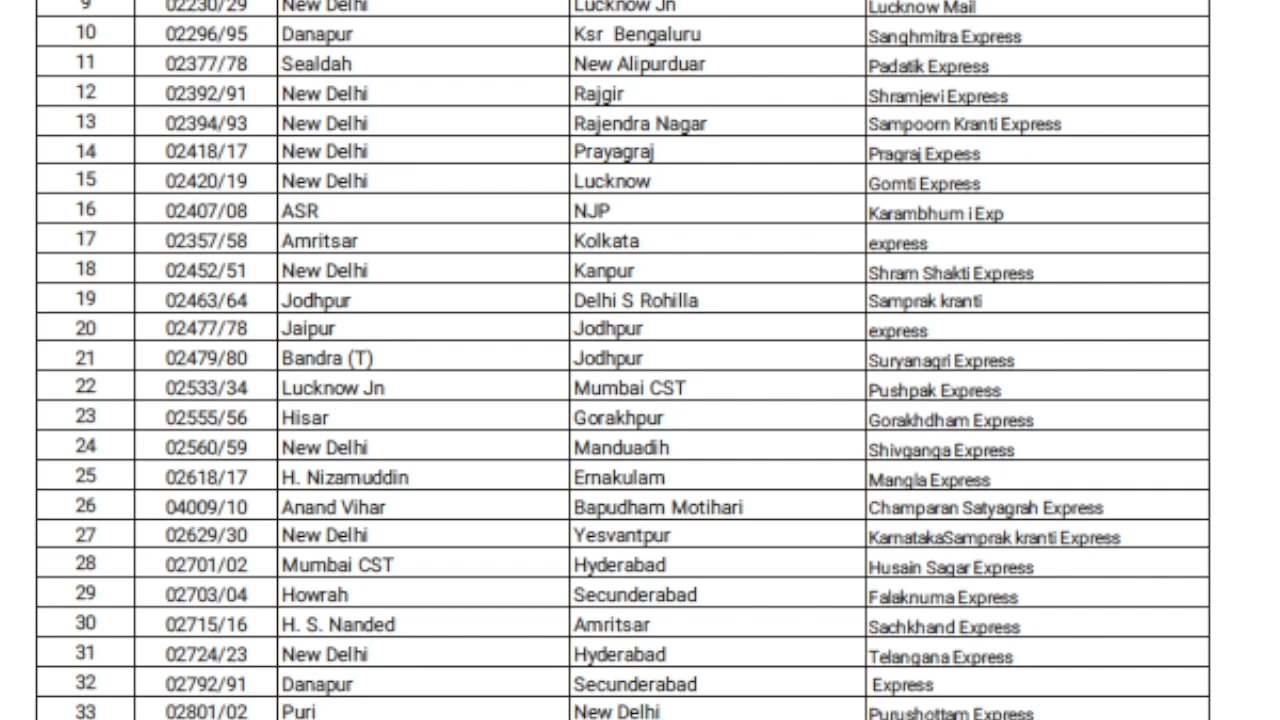 9 02230/29 New Delhi Lucknow Jn Lucknow Mail
10 02296/95 Danapur Ksr Bengaluru Sanghmitra Express
11 02377/78 Sealdah New Alipurduar Padatik Express
12 02392/91 New Delhi Rajgir Shramjevi Express
13 02394/93 New Delhi Rajendra Nagar Sampoorn Kranti Express
14 02418/17 New Delhi Prayagraj Pragraj Expess
15 02420/19 New Delhi Lucknow Gomti Express
16 02407/08 ASR NJP Karambhum i Exp
17 02357/58 Amritsar Kolkata express
18 02452/51 New Delhi Kanpur Shram Shakti Express
19 02463/64 Jodhpur Delhi S Rohilla Samprak kranti
20 02477/78 Jaipur Jodhpur express
21 02479/80 Bandra (T) Jodhpur Suryanagri Express
22 02533/34 Lucknow Jn Mumbai CST Pushpak Express
23 02555/56 Hisar Gorakhpur Gorakhdham Express
24 02560/59 New Delhi Manduadih Shivganga Express
25 02618/17 H. Nizamuddin Ernakulam Mangla Express
26 04009/10 Anand Vihar Bapudham Motihari Champaran Satyagrah Express
27 02629/30 New Delhi Yesvantpur KarnatakaSamprak kranti Express
28 02701/02 Mumbai CST Hyderabad Husain Sagar Express
29 02703/04 Howrah Secunderabad Falaknuma Express
30 02715/16 H. S. Nanded Amritsar Sachkhand Express
31 02724/23 New Delhi Hyderabad Telangana Express
32 02792/91 Danapur Secunderabad Express
33 02801/02 Puri New Delhi Purushottam Express